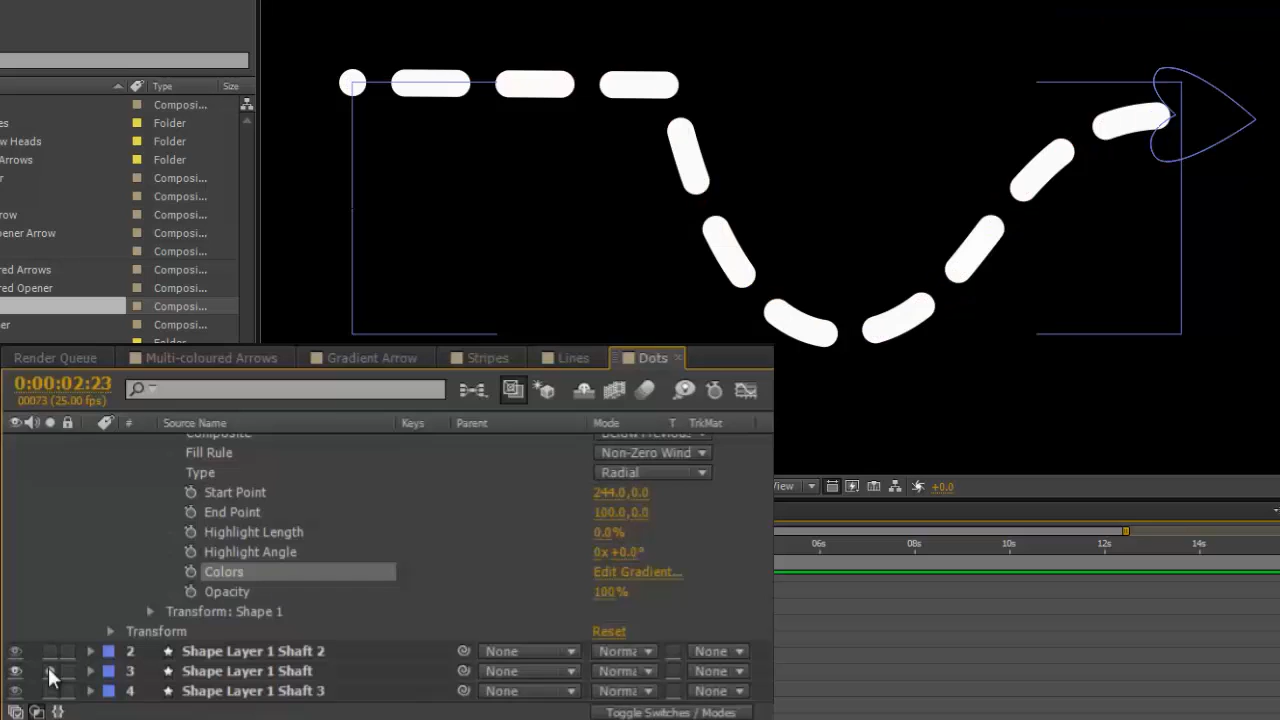 Type Size
Composi...
es Folder
w Heads Folder
Arrows Folder
r Composi...
Composi...
row Composi...
pener Arrow Composi...
Composi...
red Arrows Composi...
red Opener Composi...
Composi...
er Composi...
Render Queue Multi-coloured Arrows Gradient Arrow Stripes Lines Dots ×
0:00:02:23
00073 (25.00 fps)
View +0.0
# Source Name Keys Parent Mode T TrkMat
Composite Below Previous
Fill Rule Non-Zero Wind
Type Radial
Start Point 244.0,0.0
End Point 100.0,0.0
Highlight Length 0.0%
Highlight Angle 0x+0.0°
Colors Edit Gradient...
Opacity 100%
Transform: Shape 1
Transform Reset
2 Shape Layer 1 Shaft 2 None Norma None
3 Shape Layer 1 Shaft None Norma None
4 Shape Layer 1 Shaft 3 None Norma None
Toggle Switches / Modes
06s 08s 10s 12s 14s